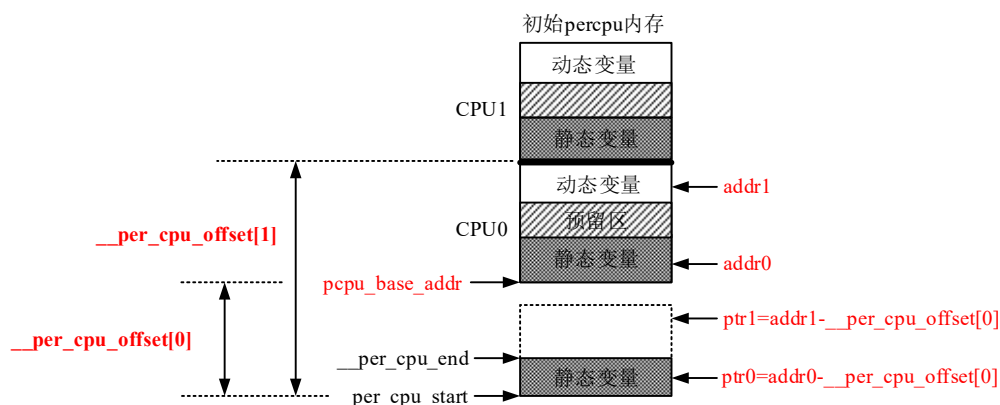 初始percpu内存
动态变量
CPU1
静态变量
动态变量
addr1
预留区
CPU0
__per_cpu_offset[1]
静态变量
addr0
pcpu_base_addr
ptr1=addr1-__per_cpu_offset[0]
__per_cpu_offset[0]
__per_cpu_end
静态变量
ptr0=addr0-__per_cpu_offset[0]
per_cpu_start